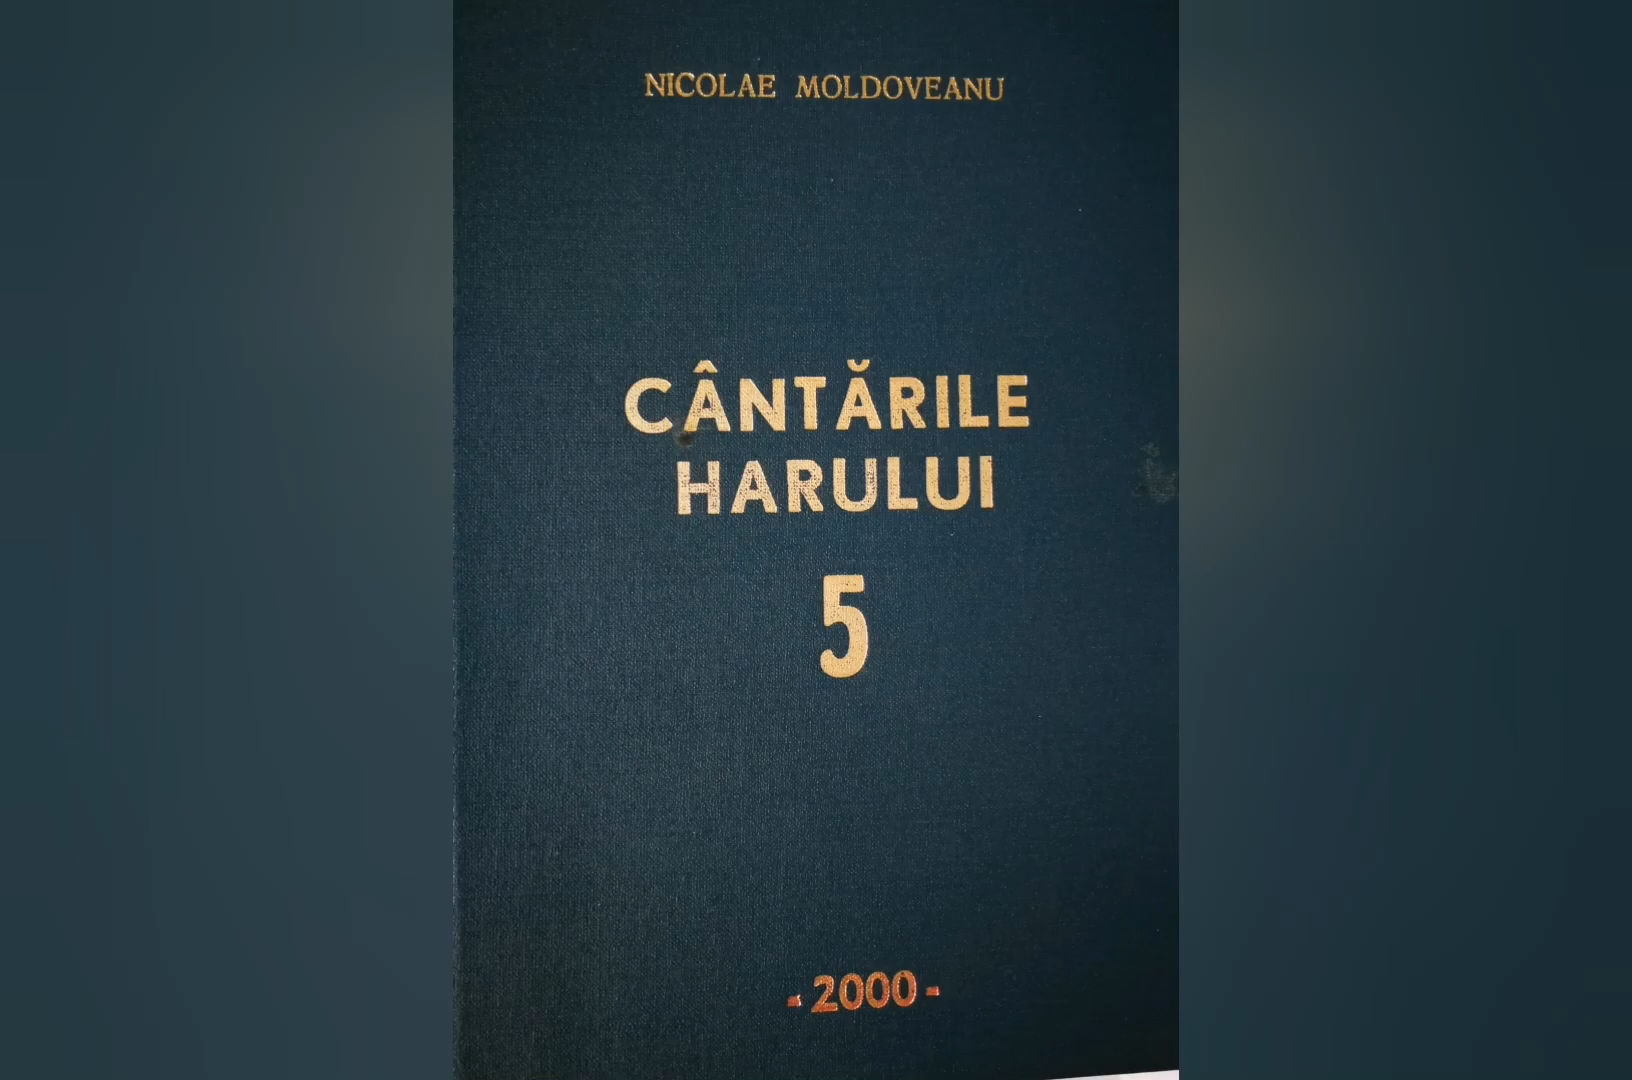 NICOLAE MOLDOVEANU
CÂNTĂRILE
HARULUI
5
- 2000 -